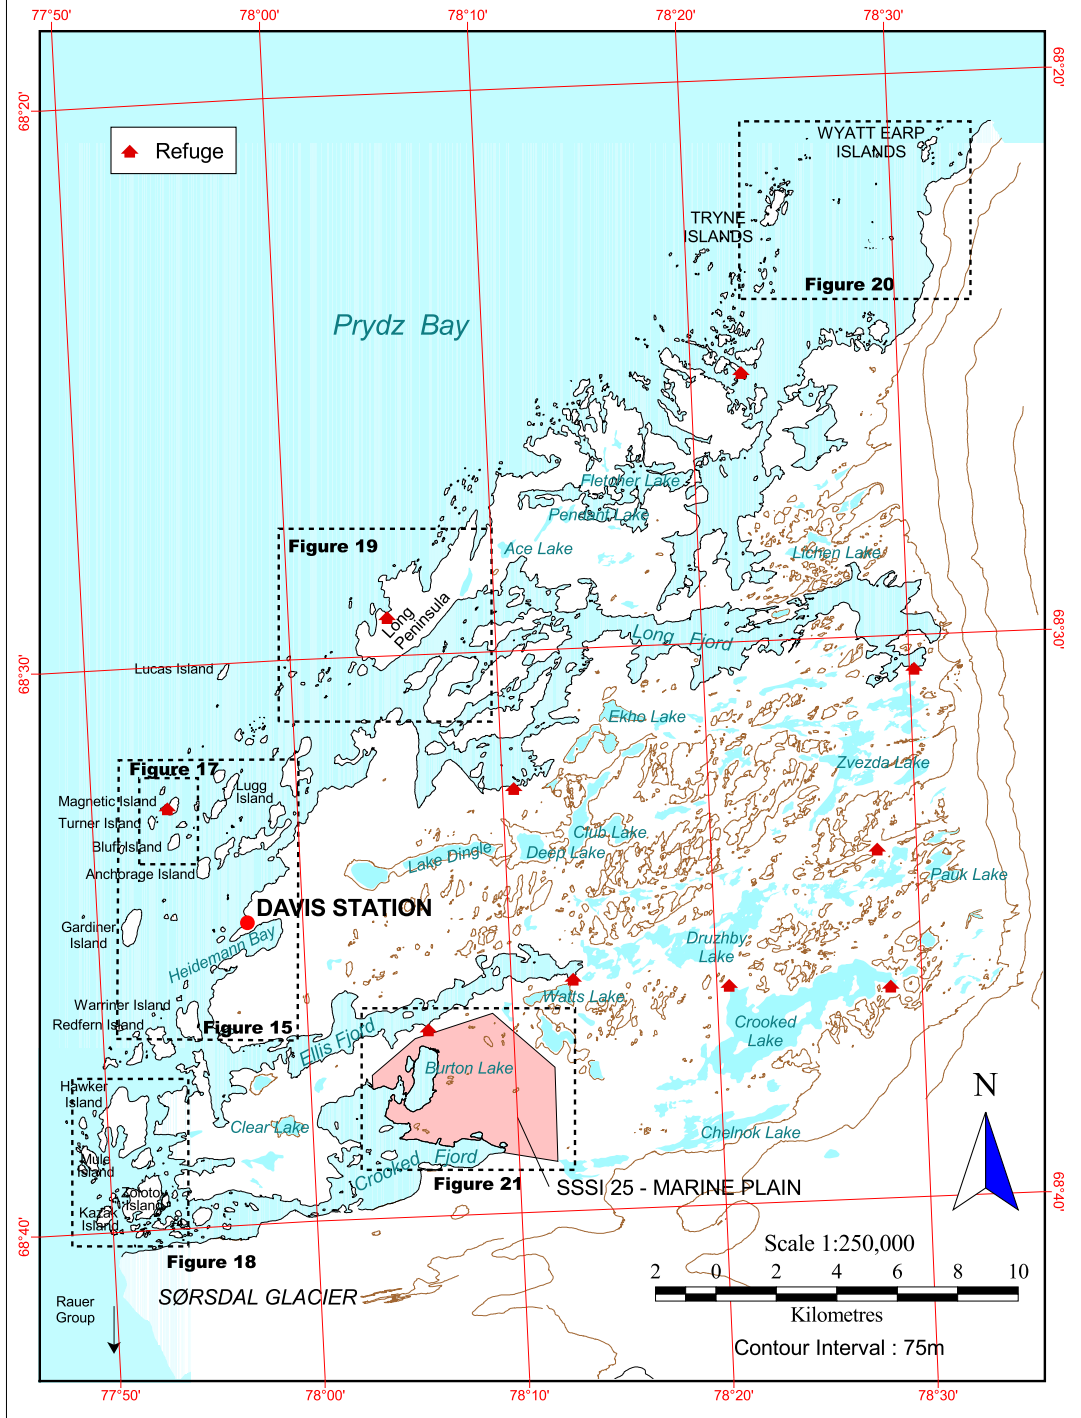 77°50' 78°00' 78°10' 78°20' 78°30'
68°20'
68°20'
Refuge
WYATT EARP
ISLANDS
TRYNE
ISLANDS
Figure 20
Prydz Bay
Fletcher Lake
Pendant Lake
Ace Lake
Lichen Lake
Figure 19
Long
Peninsula
Long Fjord
68°30'
68°30'
Lucas Island
Ekho Lake
Zvezda Lake
Figure 17
Lugg
Island
Magnetic Island
Turner Island
Bluff Island
Anchorage Island
Club Lake
Deep Lake
Lake Dingle
Pauk Lake
DAVIS STATION
Gardiner
Island
Heidemann Bay
Druzhby
Lake
Watts Lake
Warriner Island
Redfern Island
Figure 15
Ellis Fjord
Crooked
Lake
Burton Lake
Hawker
Island
Clear Lake
Chelnok Lake
Mule
Island
Crooked Fjord
Figure 21
SSSI 25 - MARINE PLAIN
Zolotov
Island
Kazak
Island
N
68°40'
68°40'
Figure 18
Scale 1:250,000
2 0 2 4 6 8 10
Kilometres
Contour Interval : 75m
SØRSDAL GLACIER
Rauer
Group
77°50' 78°00' 78°10' 78°20' 78°30'